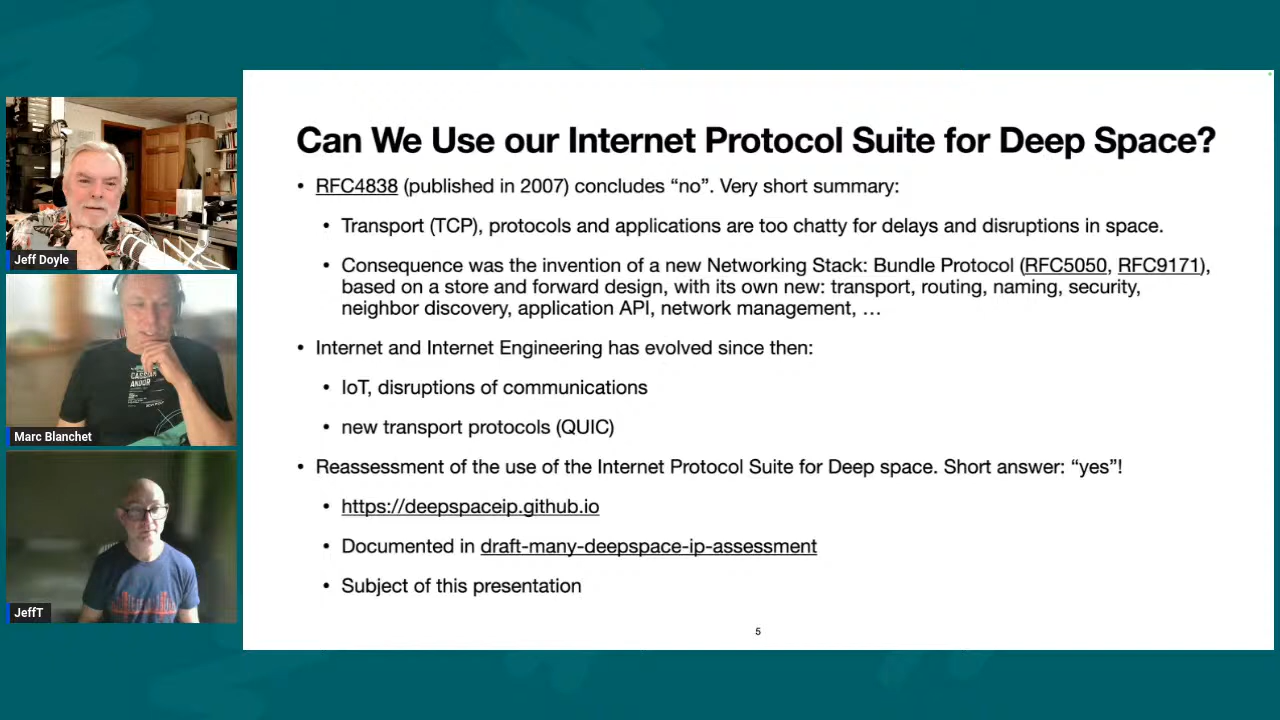 Can We Use our Internet Protocol Suite for Deep Space?
• RFC4838 (published in 2007) concludes “no”. Very short summary:
• Transport (TCP), protocols and applications are too chatty for delays and disruptions in space.
• Consequence was the invention of a new Networking Stack: Bundle Protocol (RFC5050, RFC9171),
based on a store and forward design, with its own new: transport, routing, naming, security,
neighbor discovery, application API, network management, …
• Internet and Internet Engineering has evolved since then:
• IoT, disruptions of communications
• new transport protocols (QUIC)
• Reassessment of the use of the Internet Protocol Suite for Deep space. Short answer: “yes”!
• https://deepspaceip.github.io
• Documented in draft-many-deepspace-ip-assessment
• Subject of this presentation
5
Jeff Doyle
CASSIAN
ANDOR
Marc Blanchet
JeffT